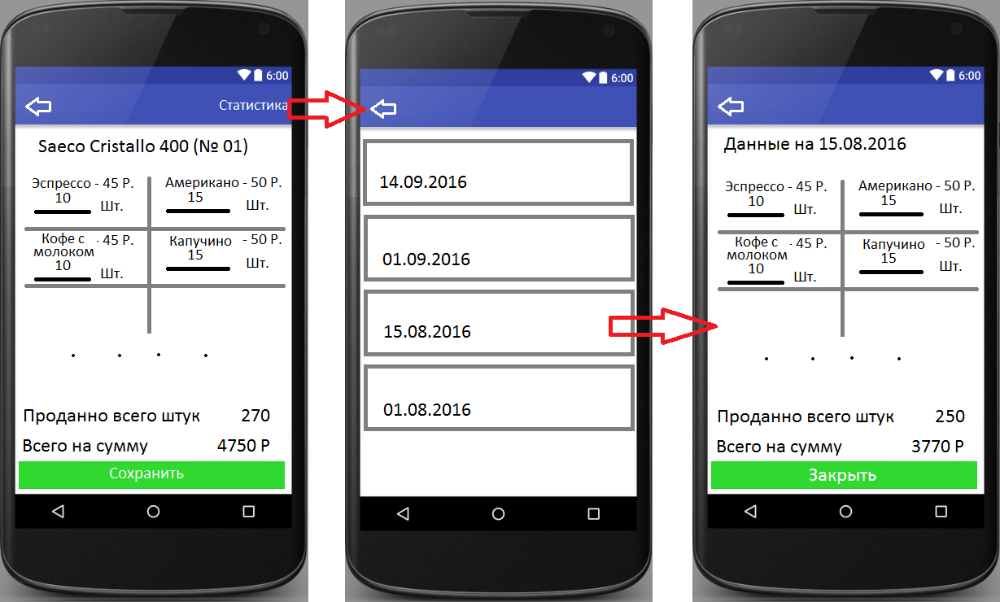 6:00
Статистика
Saeco Cristallo 400 (№ 01)
Эспрессо - 45 Р.
10
Шт.
Американо - 50 Р.
15
Шт.
Кофе с
молоком
- 45 Р.
10
Шт.
Капучино - 50 Р.
15
Шт.
. . . .
Проданно всего штук 270
Всего на сумму 4750 Р
Сохранить
6:00
14.09.2016
01.09.2016
15.08.2016
01.08.2016
6:00
Данные на 15.08.2016
Эспрессо - 45 Р.
10
Шт.
Американо - 50 Р.
15
Шт.
Кофе с
молоком
- 45 Р.
10
Шт.
Капучино - 50 Р.
15
Шт.
. . . .
Проданно всего штук 250
Всего на сумму 3770 Р
Закрыть